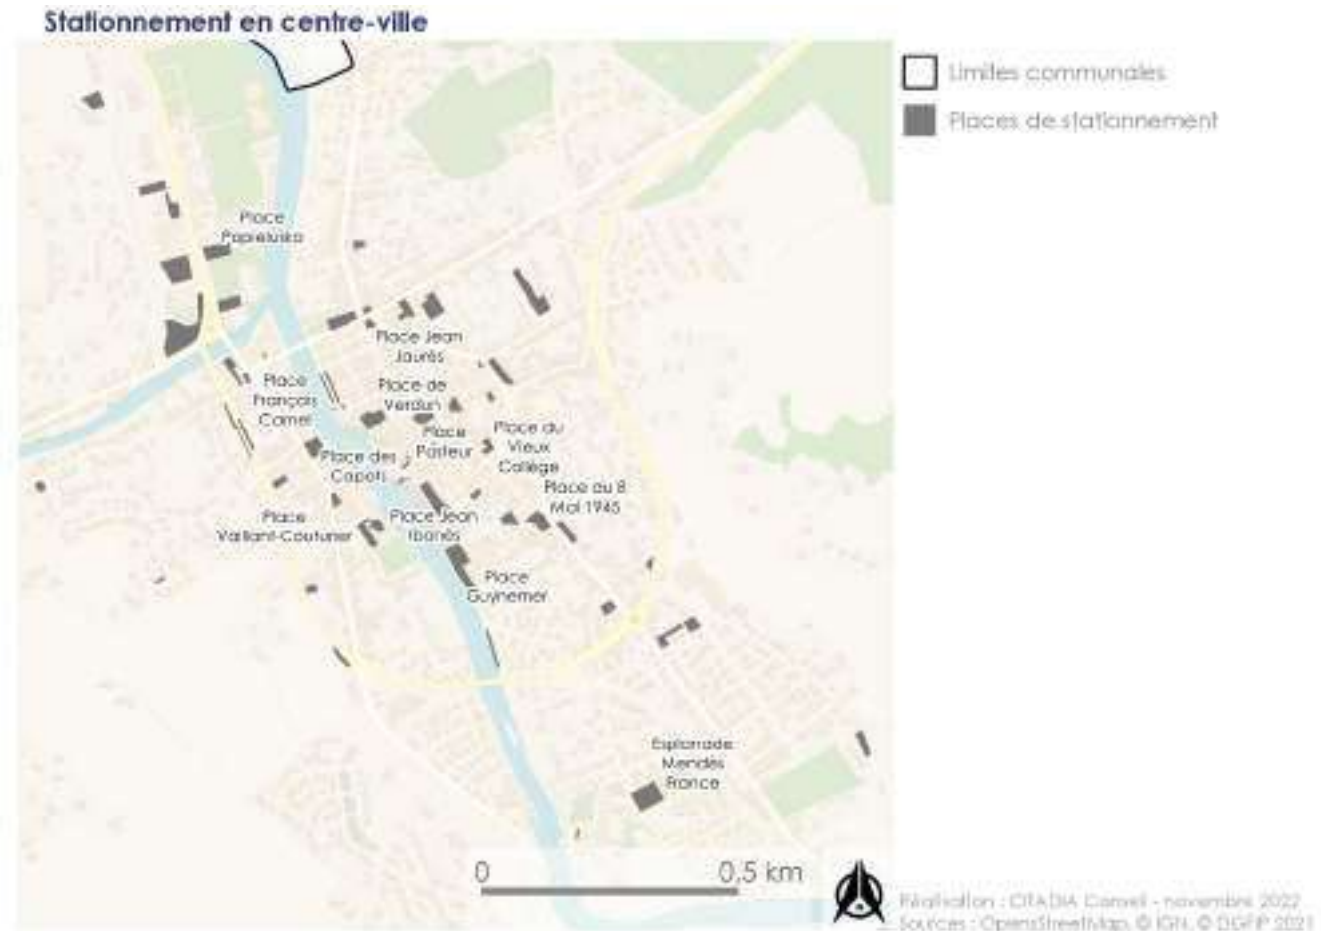 Stationnement en centre-ville
Limites communales
Places de stationnement
Place
Papreluska
Place Jean
Jaurès
Place
François
Camel
Place de
Verdun
Place
Pasteur
Place du
Vieux
Collège
Place des
Capots
Place du 8
Mai 1945
Place
Vaillant-Couturier
Place Jean
Ibanès
Place
Guynemer
Esplanade
Mendès
France
0
0.5 km
Réalisation : CITADIA Conseil - novembre 2022
Sources : OpensStreetMap, © IGN, © DGFIP 2021